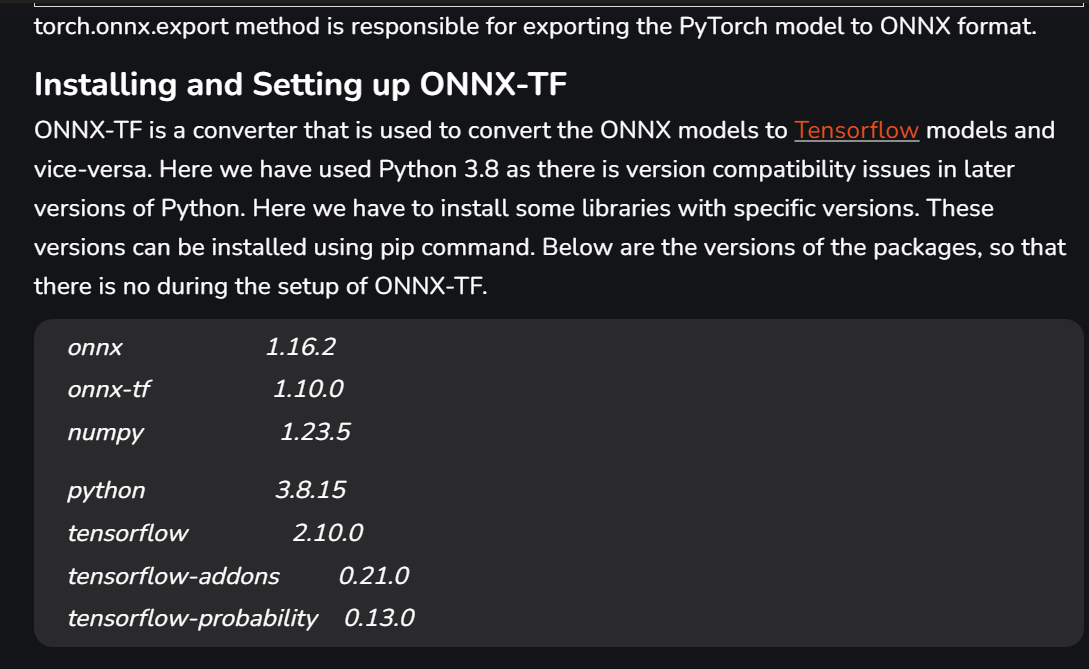 torch.onnx.export method is responsible for exporting the PyTorch model to ONNX format.
Installing and Setting up ONNX-TF
ONNX-TF is a converter that is used to convert the ONNX models to Tensorflow models and
vice-versa. Here we have used Python 3.8 as there is version compatibility issues in later
versions of Python. Here we have to install some libraries with specific versions. These
versions can be installed using pip command. Below are the versions of the packages, so that
there is no during the setup of ONNX-TF.
onnx 1.16.2
onnx-tf 1.10.0
numpy 1.23.5
python 3.8.15
tensorflow 2.10.0
tensorflow-addons 0.21.0
tensorflow-probability 0.13.0